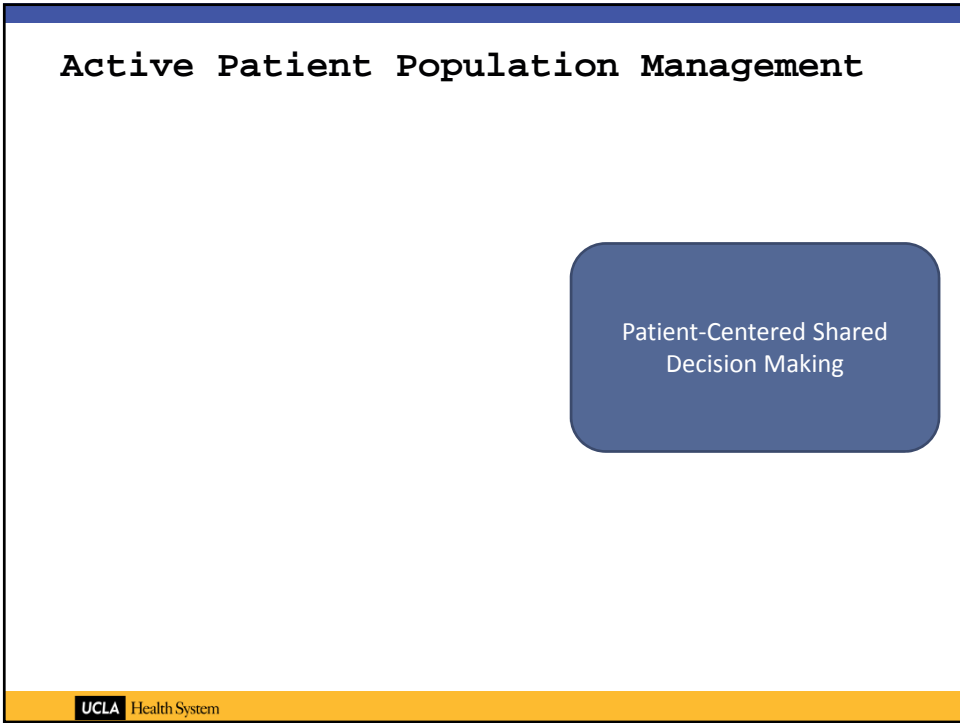 Active Patient Population Management
Patient-Centered Shared
Decision Making
UCLA Health System